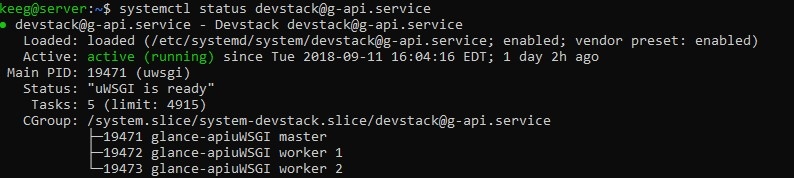 keeg@server:~$ systemctl status devstack@g-api.service
● devstack@g-api.service - Devstack devstack@g-api.service
Loaded: loaded (/etc/systemd/system/devstack@g-api.service; enabled; vendor preset: enabled)
Active: active (running) since Tue 2018-09-11 16:04:16 EDT; 1 day 2h ago
Main PID: 19471 (uwsgi)
Status: "uWSGI is ready"
Tasks: 5 (limit: 4915)
CGroup: /system.slice/system-devstack.slice/devstack@g-api.service
├─19471 glance-apiuWSGI master
├─19472 glance-apiuWSGI worker 1
└─19473 glance-apiuWSGI worker 2